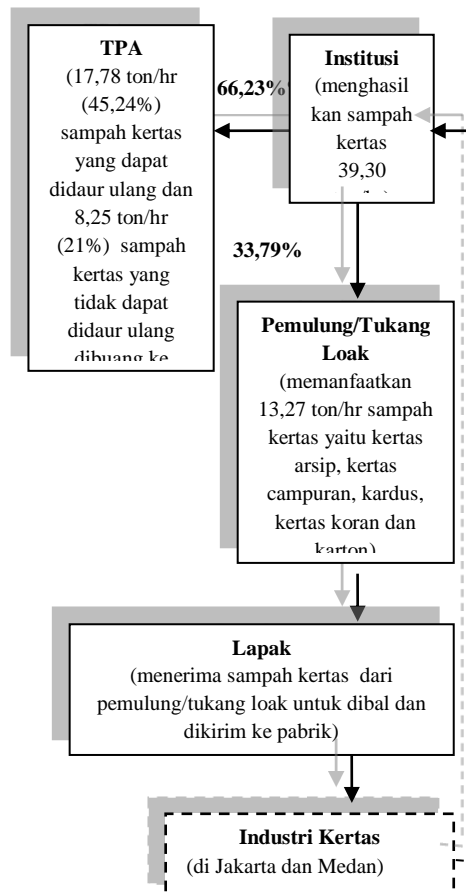 TPA
(17,78 ton/hr
(45,24%)
sampah kertas
yang dapat
didaur ulang dan
8,25 ton/hr
(21%) sampah
kertas yang
tidak dapat
didaur ulang
dibuang ke
66,23%
Institusi
(menghasil
kan sampah
kertas
39,30
33,79%
Pemulung/Tukang
Loak
(memanfaatkan
13,27 ton/hr sampah
kertas yaitu kertas
arsip, kertas
campuran, kardus,
kertas koran dan
karton)
Lapak
(menerima sampah kertas dari
pemulung/tukang loak untuk dibal dan
dikirim ke pabrik)
Industri Kertas
(di Jakarta dan Medan)